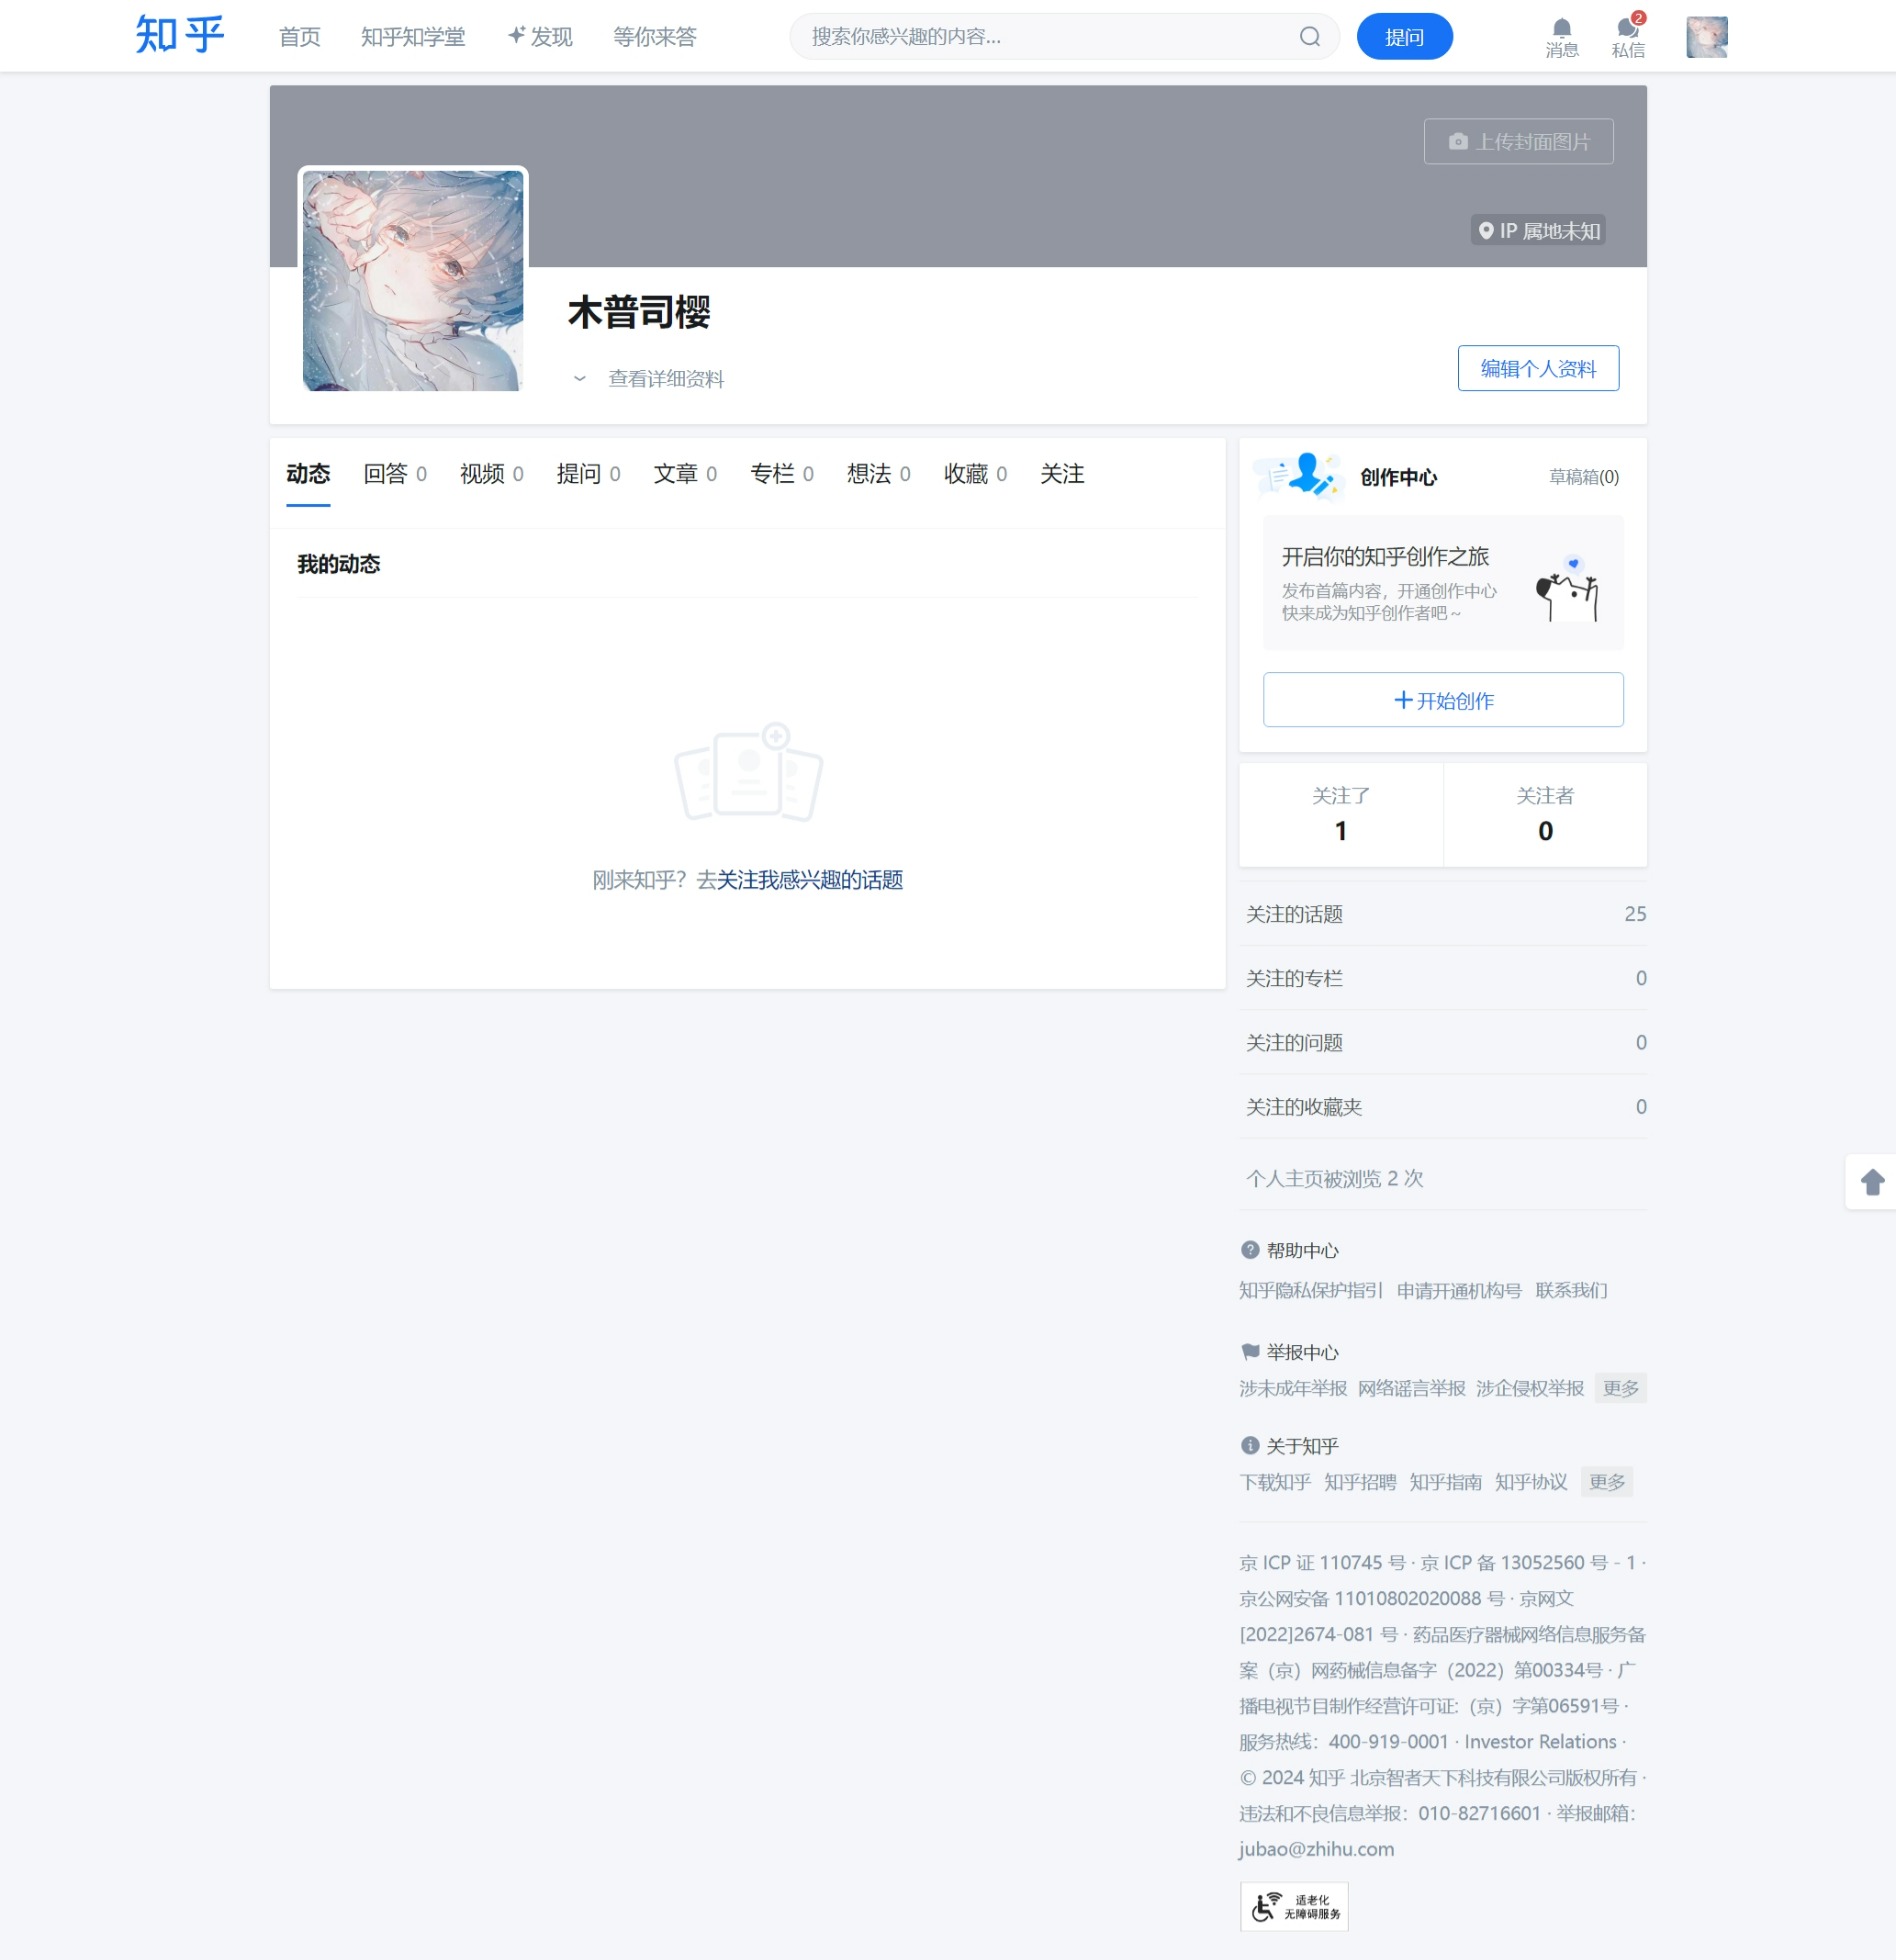 知乎 首页 知乎知学堂 发现 等你来答 搜索你感兴趣的内容... 提问 消息 2 私信
上传封面图片
IP 属地未知
木普司樱
查看详细资料
编辑个人资料
动态 回答 0 视频 0 提问 0 文章 0 专栏 0 想法 0 收藏 0 关注
我的动态
刚来知乎？去关注我感兴趣的话题
创作中心 草稿箱(0)
开启你的知乎创作之旅
发布首篇内容，开通创作中心
快来成为知乎创作者吧～
开始创作
关注了 关注者
1 0
关注的话题 25
关注的专栏 0
关注的问题 0
关注的收藏夹 0
个人主页被浏览 2 次
帮助中心
知乎隐私保护指引 申请开通机构号 联系我们
举报中心
涉未成年举报 网络谣言举报 涉企侵权举报 更多
关于知乎
下载知乎 知乎招聘 知乎指南 知乎协议 更多
京 ICP 证 110745 号 · 京 ICP 备 13052560 号 - 1 ·
京公网安备 11010802020088 号 · 京网文
[2022]2674-081 号 · 药品医疗器械网络信息服务备
案（京）网药械信息备字（2022）第00334号 · 广
播电视节目制作经营许可证:（京）字第06591号 ·
服务热线：400-919-0001 · Investor Relations ·
© 2024 知乎 北京智者天下科技有限公司版权所有 ·
违法和不良信息举报：010-82716601 · 举报邮箱：
jubao@zhihu.com
适老化
无障碍服务